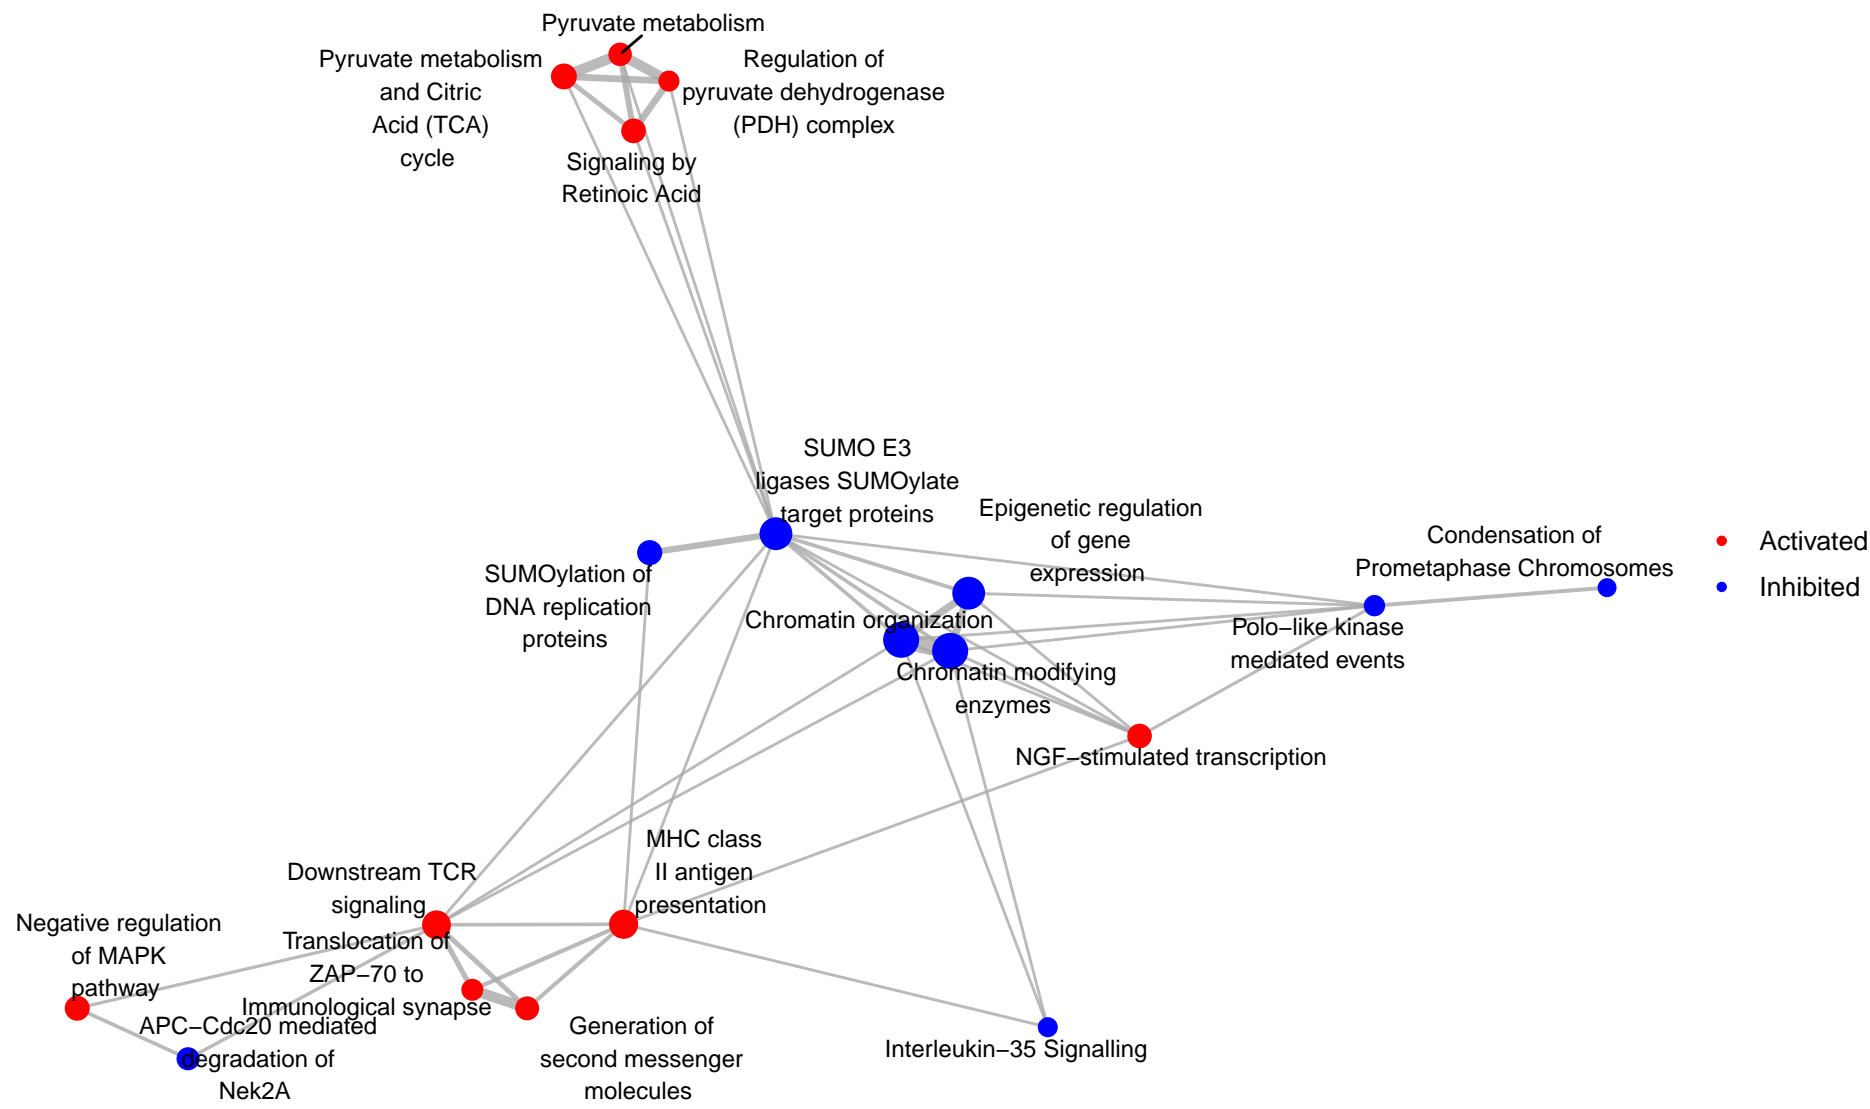 Pyruvate metabolism
Pyruvate metabolism
and Citric
Acid (TCA)
cycle
Regulation of
pyruvate dehydrogenase
(PDH) complex
Signaling by
Retinoic Acid
SUMO E3
ligases SUMOylate
target proteins
Epigenetic regulation
of gene
expression
Condensation of
Prometaphase Chromosomes
Activated
Inhibited
SUMOylation of
DNA replication
proteins
Chromatin organization
Polo−like kinase
mediated events
Chromatin modifying
enzymes
NGF−stimulated transcription
MHC class
II antigen
presentation
Downstream TCR
signaling
Negative regulation
of MAPK
pathway
Translocation of
ZAP−70 to
Immunological synapse
APC−Cdc20 mediated
degradation of
Nek2A
Generation of
second messenger
molecules
Interleukin−35 Signalling